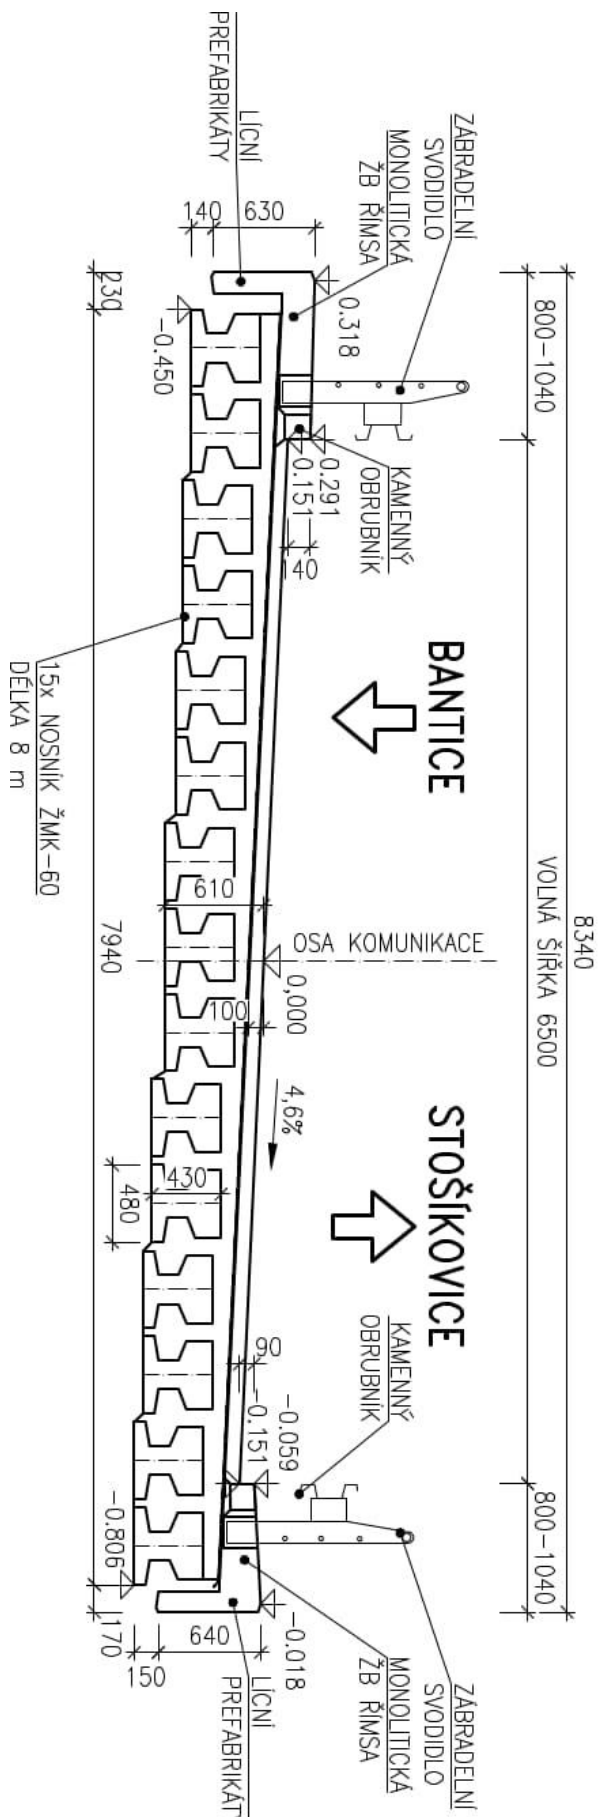 8340
800-1040
VOLNÁ ŠÍŘKA 6500
800-1040
ZÁBRADELNÍ
SVODIDLO
MONOLITICKÁ
ŽB ŘÍMSA
LÍCNÍ
PREFABRIKÁTY
BANTICE
STOŠÍKOVICE
ZÁBRADELNÍ
SVODIDLO
MONOLITICKÁ
ŽB ŘÍMSA
LÍCNÍ
PREFABRIKÁT
KAMENNÝ
OBRUBNÍK
KAMENNÝ
OBRUBNÍK
OSA KOMUNIKACE
0.318
0.291
0.151
140
0,000
4,6%
-0.059
-0.151
-0.018
630
140
610
100
430
480
90
640
150
-0.450
-0.806
15x NOSNÍK ŽMK-60
DÉLKA 8 m
230
7940
170